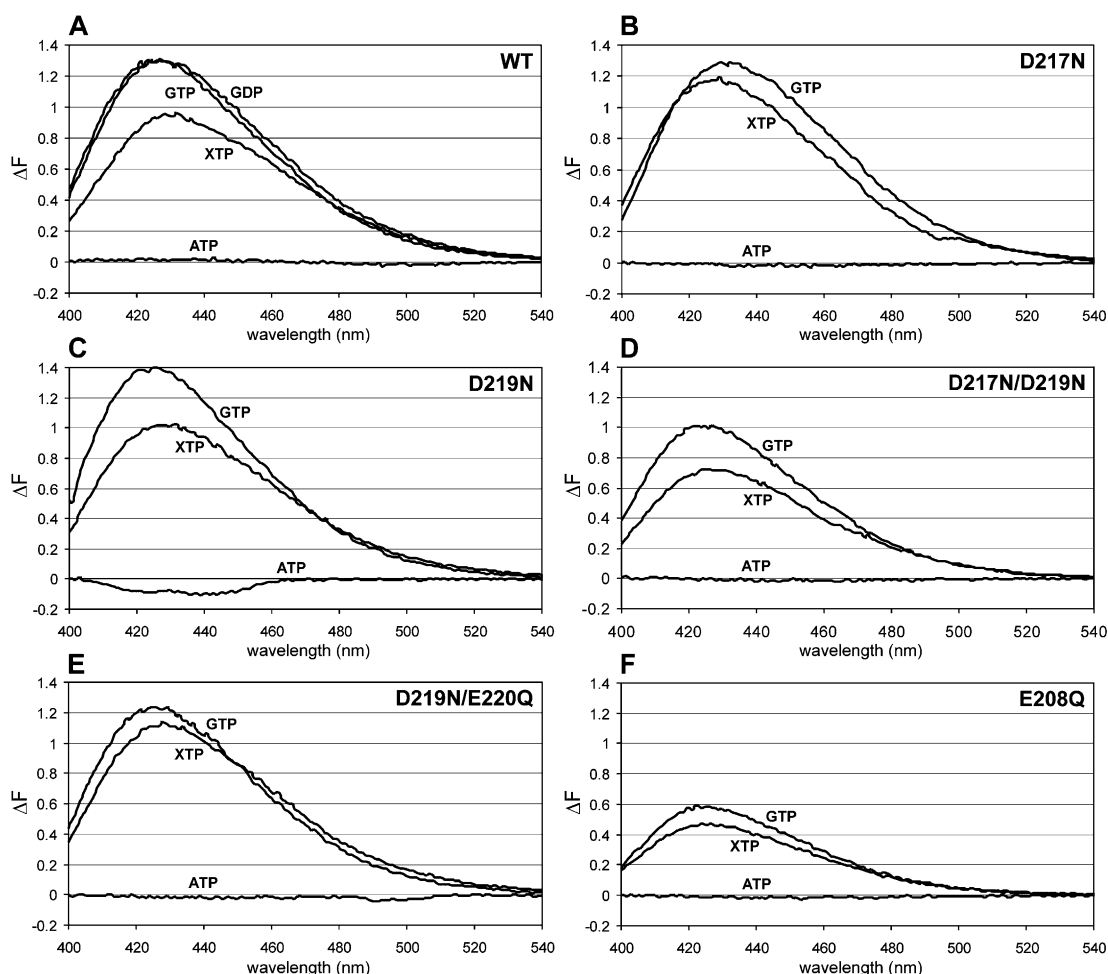 A
WT
1.4
1.2
1
0.8
0.6
0.4
0.2
0
-0.2
ΔF
GTP
GDP
XTP
ATP
400 420 440 460 480 500 520 540
wavelength (nm)
B
D217N
1.4
1.2
1
0.8
0.6
0.4
0.2
0
-0.2
ΔF
GTP
XTP
ATP
400 420 440 460 480 500 520 540
wavelength (nm)
C
D219N
1.4
1.2
1
0.8
0.6
0.4
0.2
0
-0.2
ΔF
GTP
XTP
ATP
400 420 440 460 480 500 520 540
wavelength (nm)
D
D217N/D219N
1.4
1.2
1
0.8
0.6
0.4
0.2
0
-0.2
ΔF
GTP
XTP
ATP
400 420 440 460 480 500 520 540
wavelength (nm)
E
D219N/E220Q
1.4
1.2
1
0.8
0.6
0.4
0.2
0
-0.2
ΔF
GTP
XTP
ATP
400 420 440 460 480 500 520 540
wavelength (nm)
F
E208Q
1.4
1.2
1
0.8
0.6
0.4
0.2
0
-0.2
ΔF
GTP
XTP
ATP
400 420 440 460 480 500 520 540
wavelength (nm)